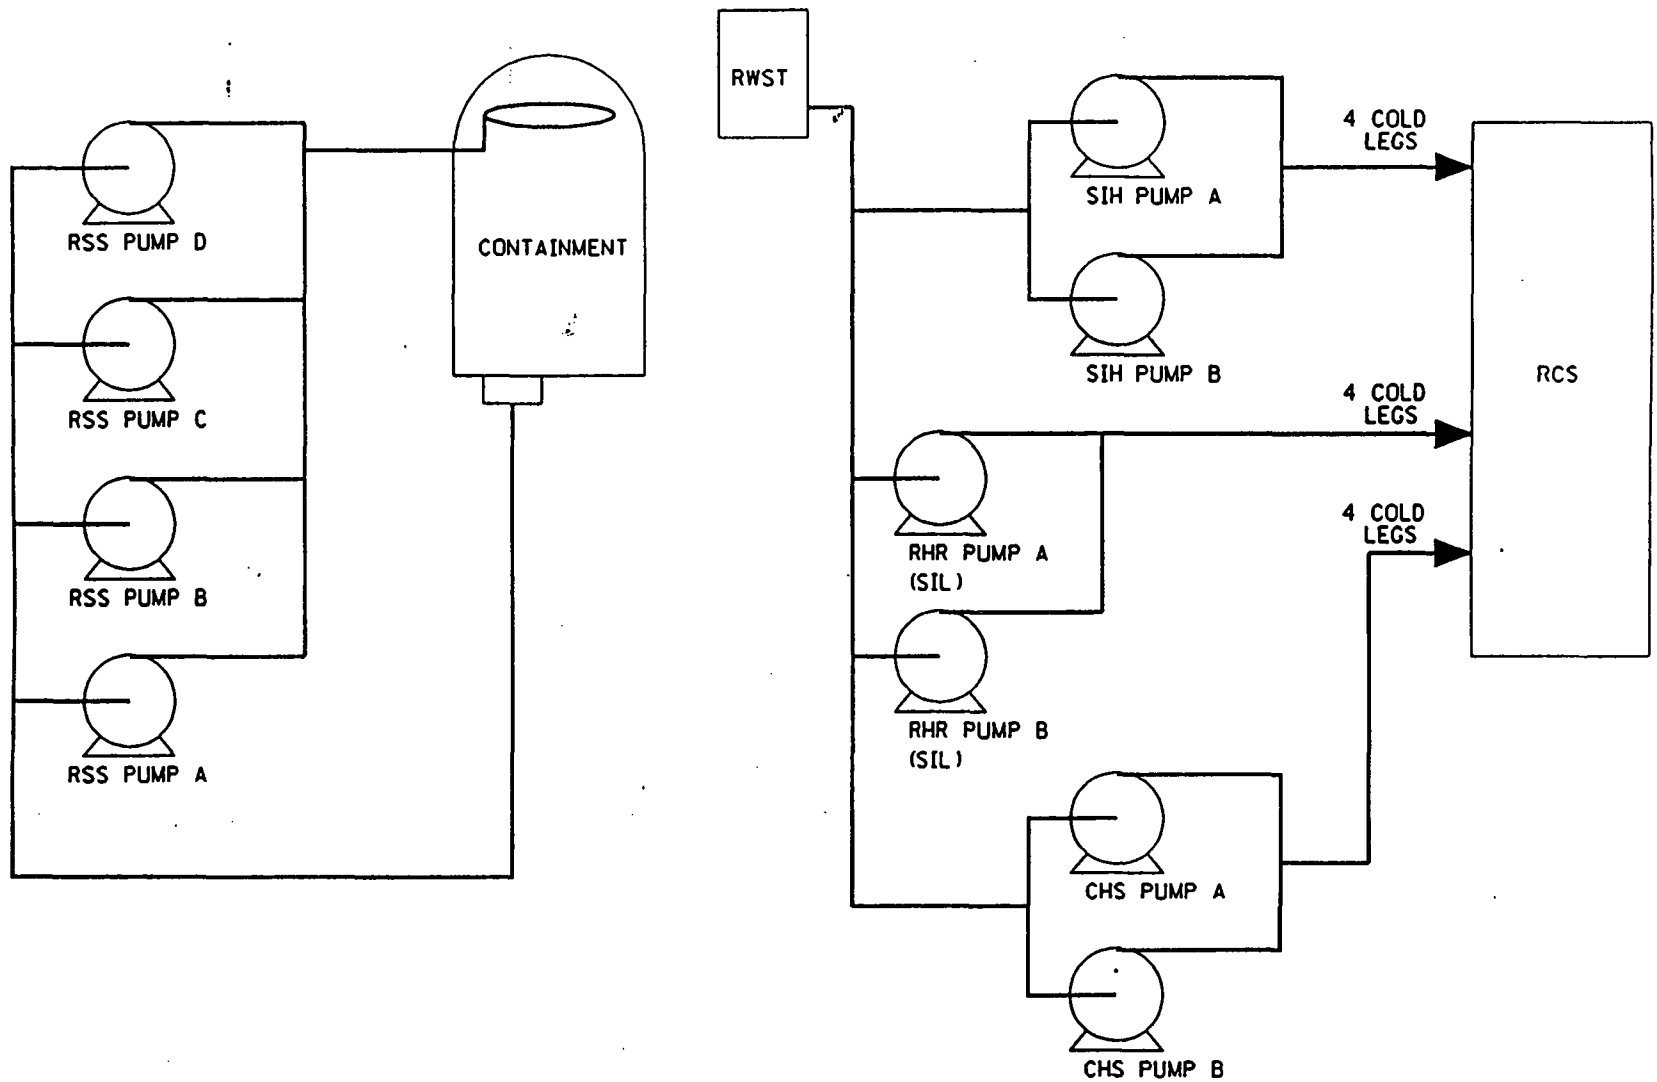 RSS PUMP D
RSS PUMP C
RSS PUMP B
RSS PUMP A
CONTAINMENT
RWST
SIH PUMP A
SIH PUMP B
RHR PUMP A
(SIL)
RHR PUMP B
(SIL)
CHS PUMP A
CHS PUMP B
4 COLD
LEGS
4 COLD
LEGS
4 COLD
LEGS
RCS